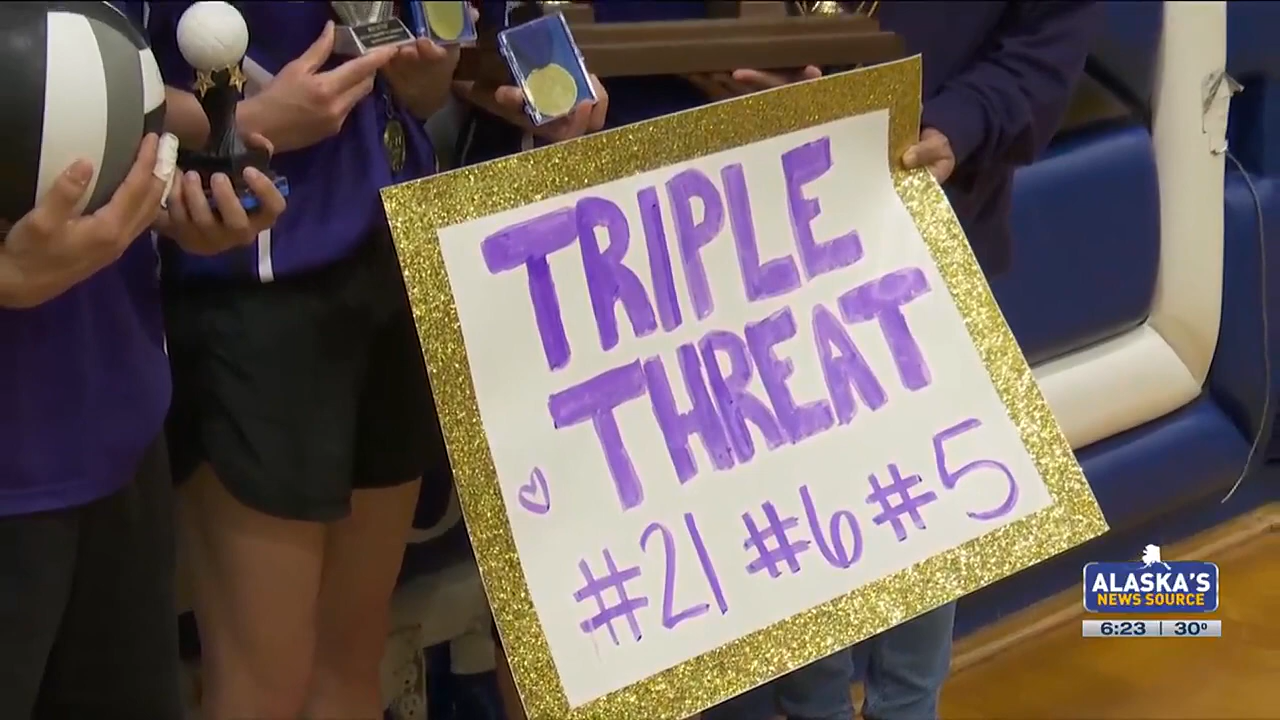 TRIPLE
THREAT
#21 #6 #5
ALASKA'S
NEWS SOURCE
6:23 | 30°